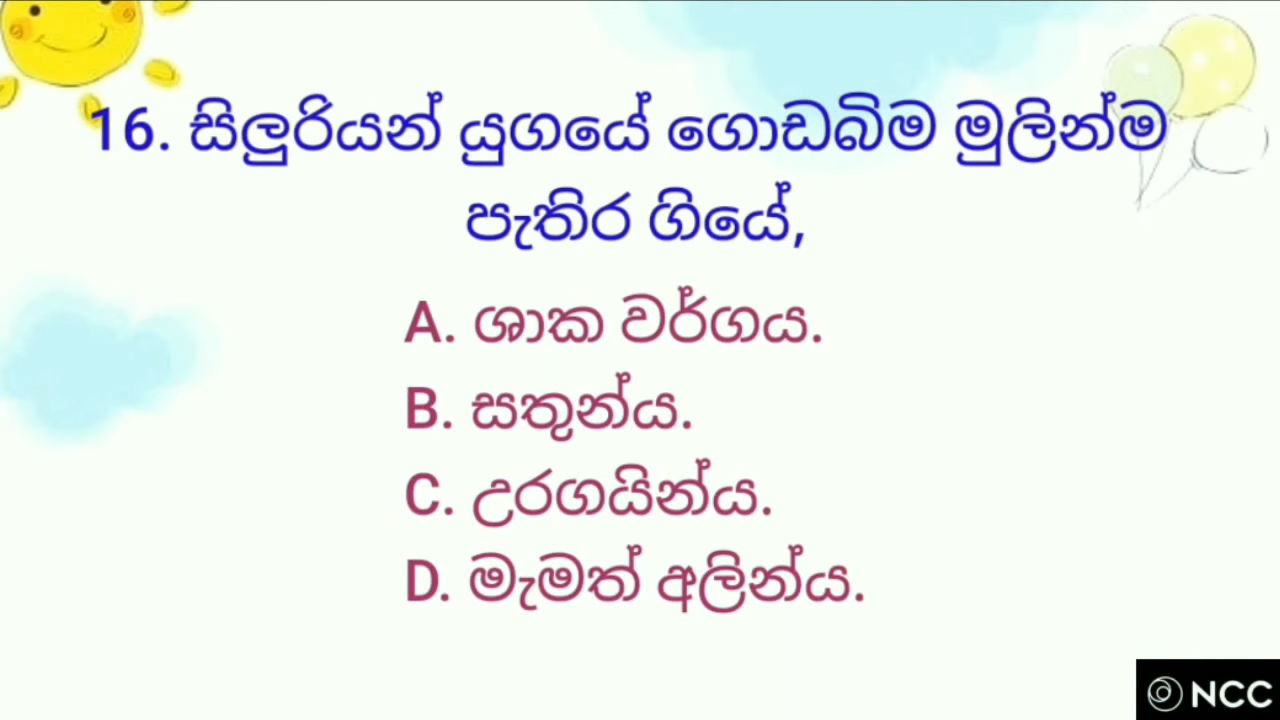 16. සිලුරියන් යුගයේ ගොඩබිම මුලින්ම
පැතිර ගියේ,
A. ශාක වර්ගය.
B. සතුන්ය.
C. උරගයින්ය.
D. මැමත් අලින්ය.
NCC